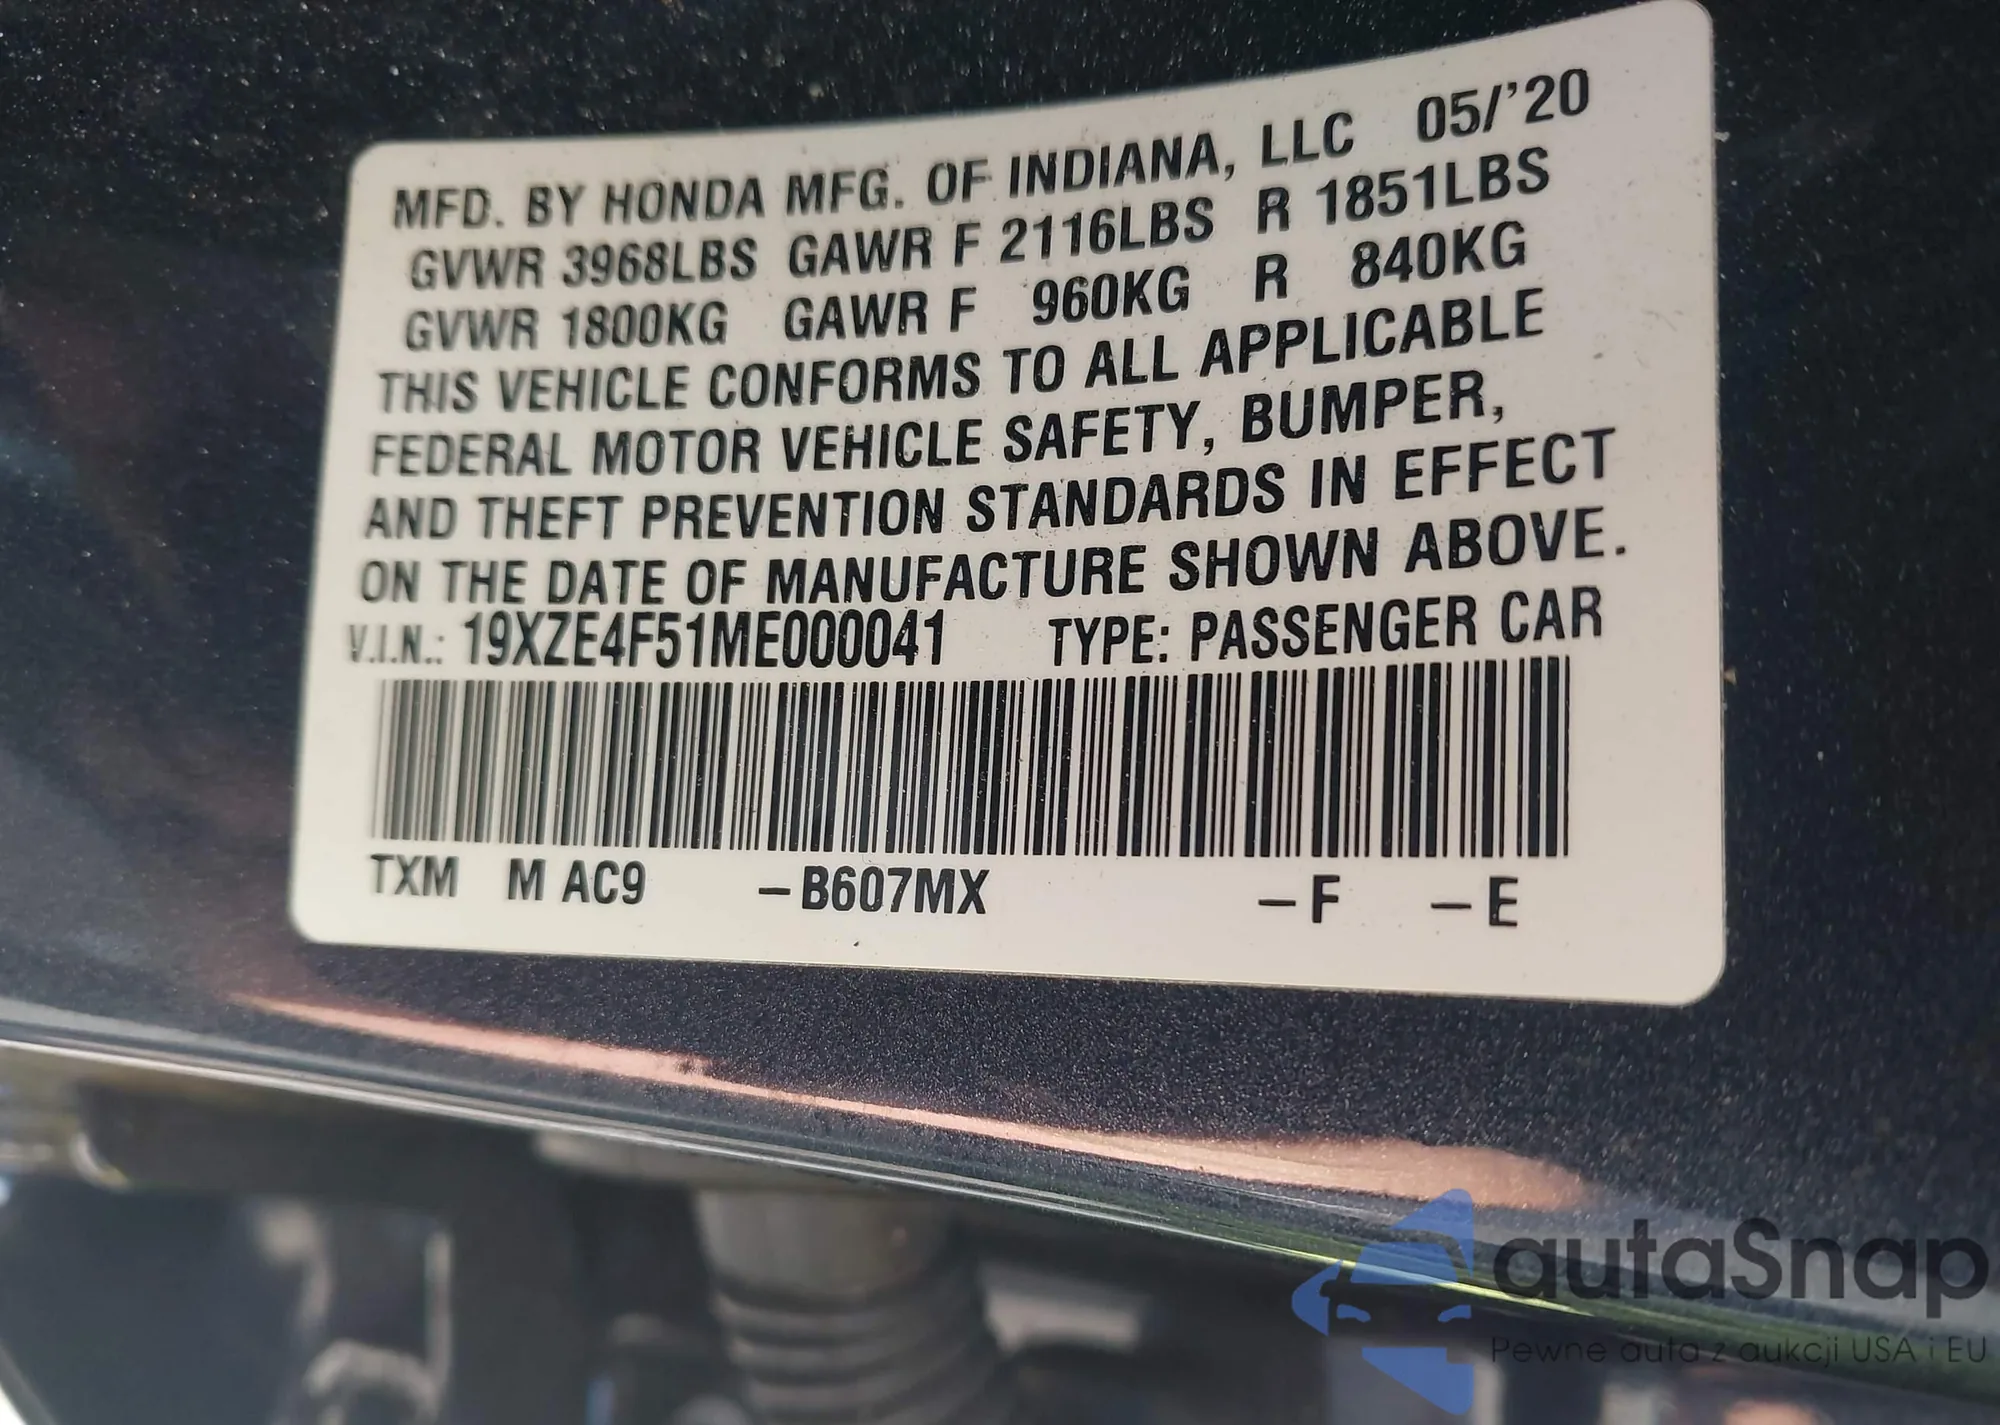 MFD. BY HONDA MFG. OF INDIANA, LLC 05/'20
GVWR 3968LBS GAWR F 2116LBS R 1851LBS
GVWR 1800KG GAWR F 960KG R 840KG
THIS VEHICLE CONFORMS TO ALL APPLICABLE
FEDERAL MOTOR VEHICLE SAFETY, BUMPER,
AND THEFT PREVENTION STANDARDS IN EFFECT
ON THE DATE OF MANUFACTURE SHOWN ABOVE.
V.I.N.: 19XZE4F51ME000041 TYPE: PASSENGER CAR
TXM M AC9 –B607MX –F –E
autaSnap
Pewne auta z aukcji USA i EU